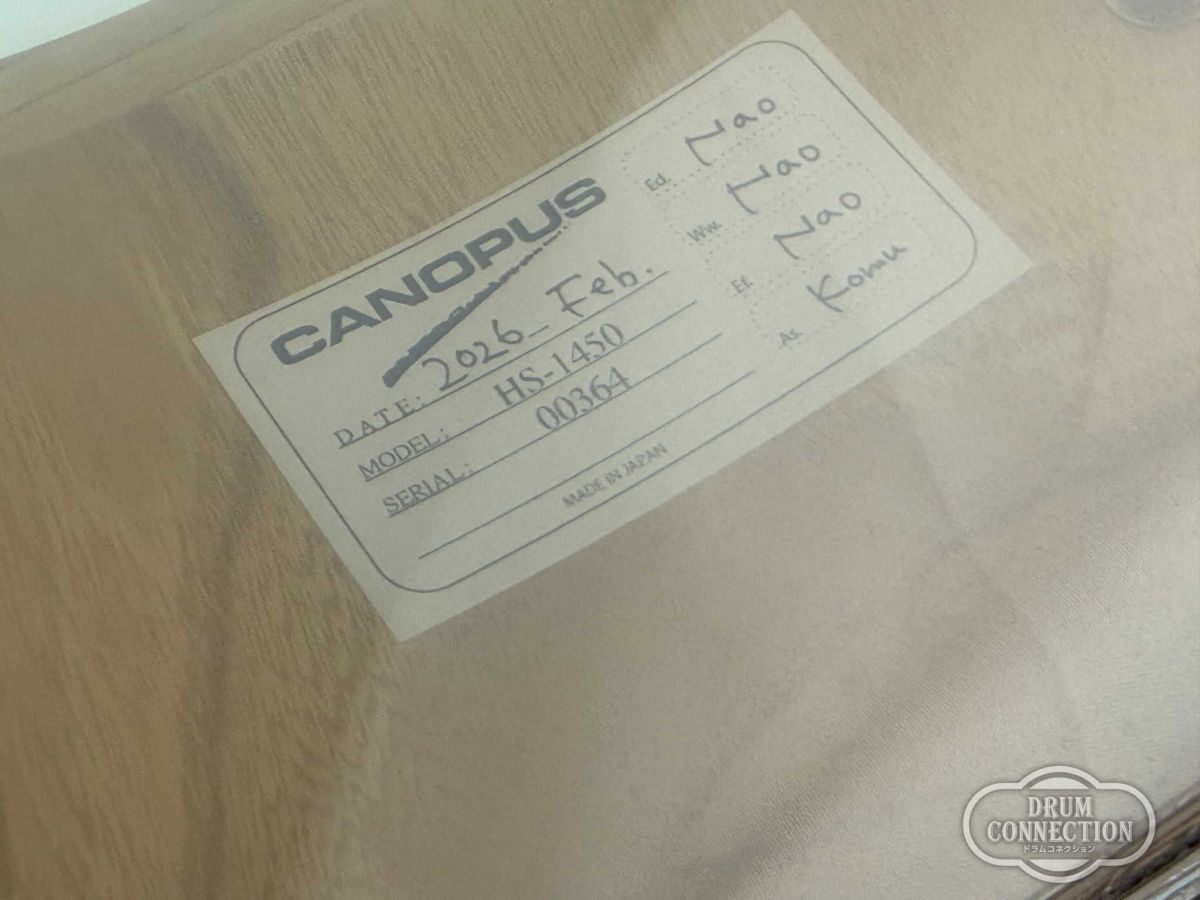 CANOPUS
DATE: 2026_Feb.
MODEL: HS-1450
SERIAL: 00364
MADE IN JAPAN
Ed. Nao
Ww. Nao
Ef. Nao
As. Komu
DRUM
CONNECTION
ドラムコネクション